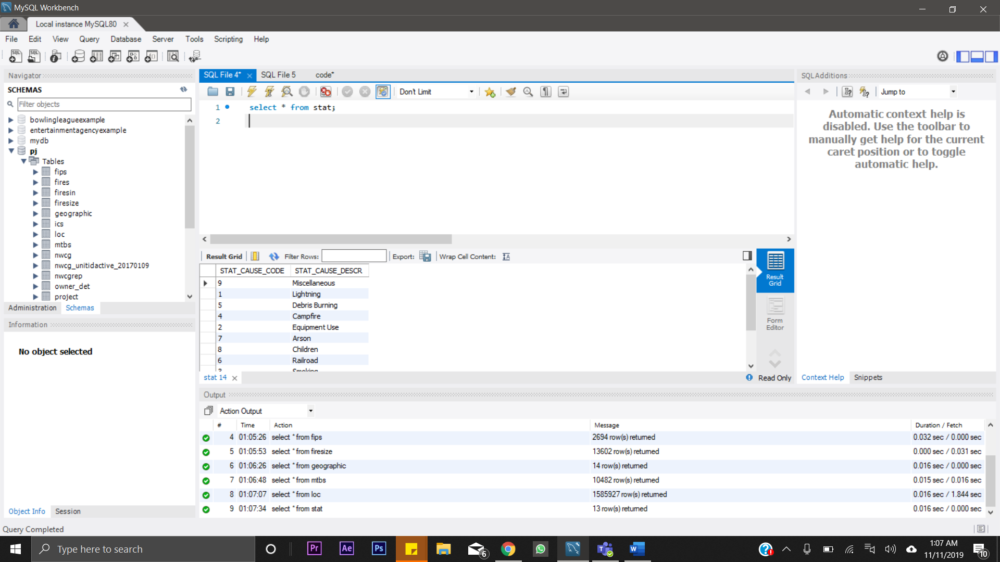 MySQL Workbench
Local instance MySQL80
File Edit View Query Database Server Tools Scripting Help
Navigator
SCHEMAS
Filter objects
bowlingleagueexample
entertainmentagencyexample
mydb
pj
Tables
fips
fires
firesin
firesize
geographic
ics
loc
mtbs
nwcg
nwcg_unitidactive_20170109
nwcgrep
owner_det
project
Administration Schemas
Information
No object selected
Object Info Session
Query Completed
SQL File 4* SQL File 5 code*
Don't Limit
1 select * from stat;
2
Result Grid Filter Rows: Export: Wrap Cell Content:
STAT_CAUSE_CODE STAT_CAUSE_DESCR
9 Miscellaneous
1 Lightning
5 Debris Burning
4 Campfire
2 Equipment Use
7 Arson
8 Children
6 Railroad
3 Smoking
Result Grid
Form Editor
stat 14
Read Only
SQLAdditions
Jump to
Automatic context help is
disabled. Use the toolbar to
manually get help for the current
caret position or to toggle
automatic help.
Context Help Snippets
Output
Action Output
# Time Action Message Duration / Fetch
4 01:05:26 select * from fips 2694 row(s) returned 0.032 sec / 0.000 sec
5 01:05:53 select * from firesize 13602 row(s) returned 0.000 sec / 0.031 sec
6 01:06:26 select * from geographic 14 row(s) returned 0.016 sec / 0.000 sec
7 01:06:48 select * from mtbs 10482 row(s) returned 0.015 sec / 0.016 sec
8 01:07:07 select * from loc 1585927 row(s) returned 0.016 sec / 1.844 sec
9 01:07:34 select * from stat 13 row(s) returned 0.016 sec / 0.000 sec
Type here to search
Pr Ae Ps 6
1:07 AM
11/11/2019
10